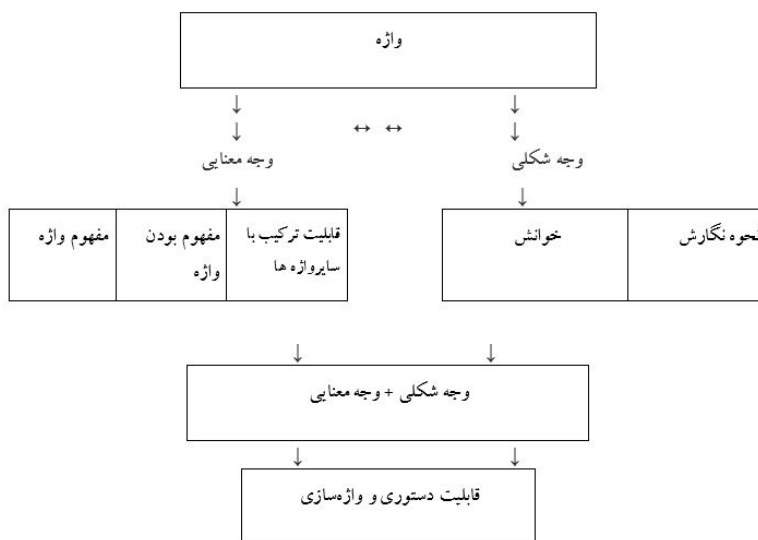 واژه
وجه شکلی
وجه معنایی
نحوه نگارش
خوانش
قابلیت ترکیب با
سایرواژه ها
مفهوم بودن
واژه
مفهوم واژه
وجه شکلی + وجه معنایی
قابلیت دستوری و واژه‌سازی